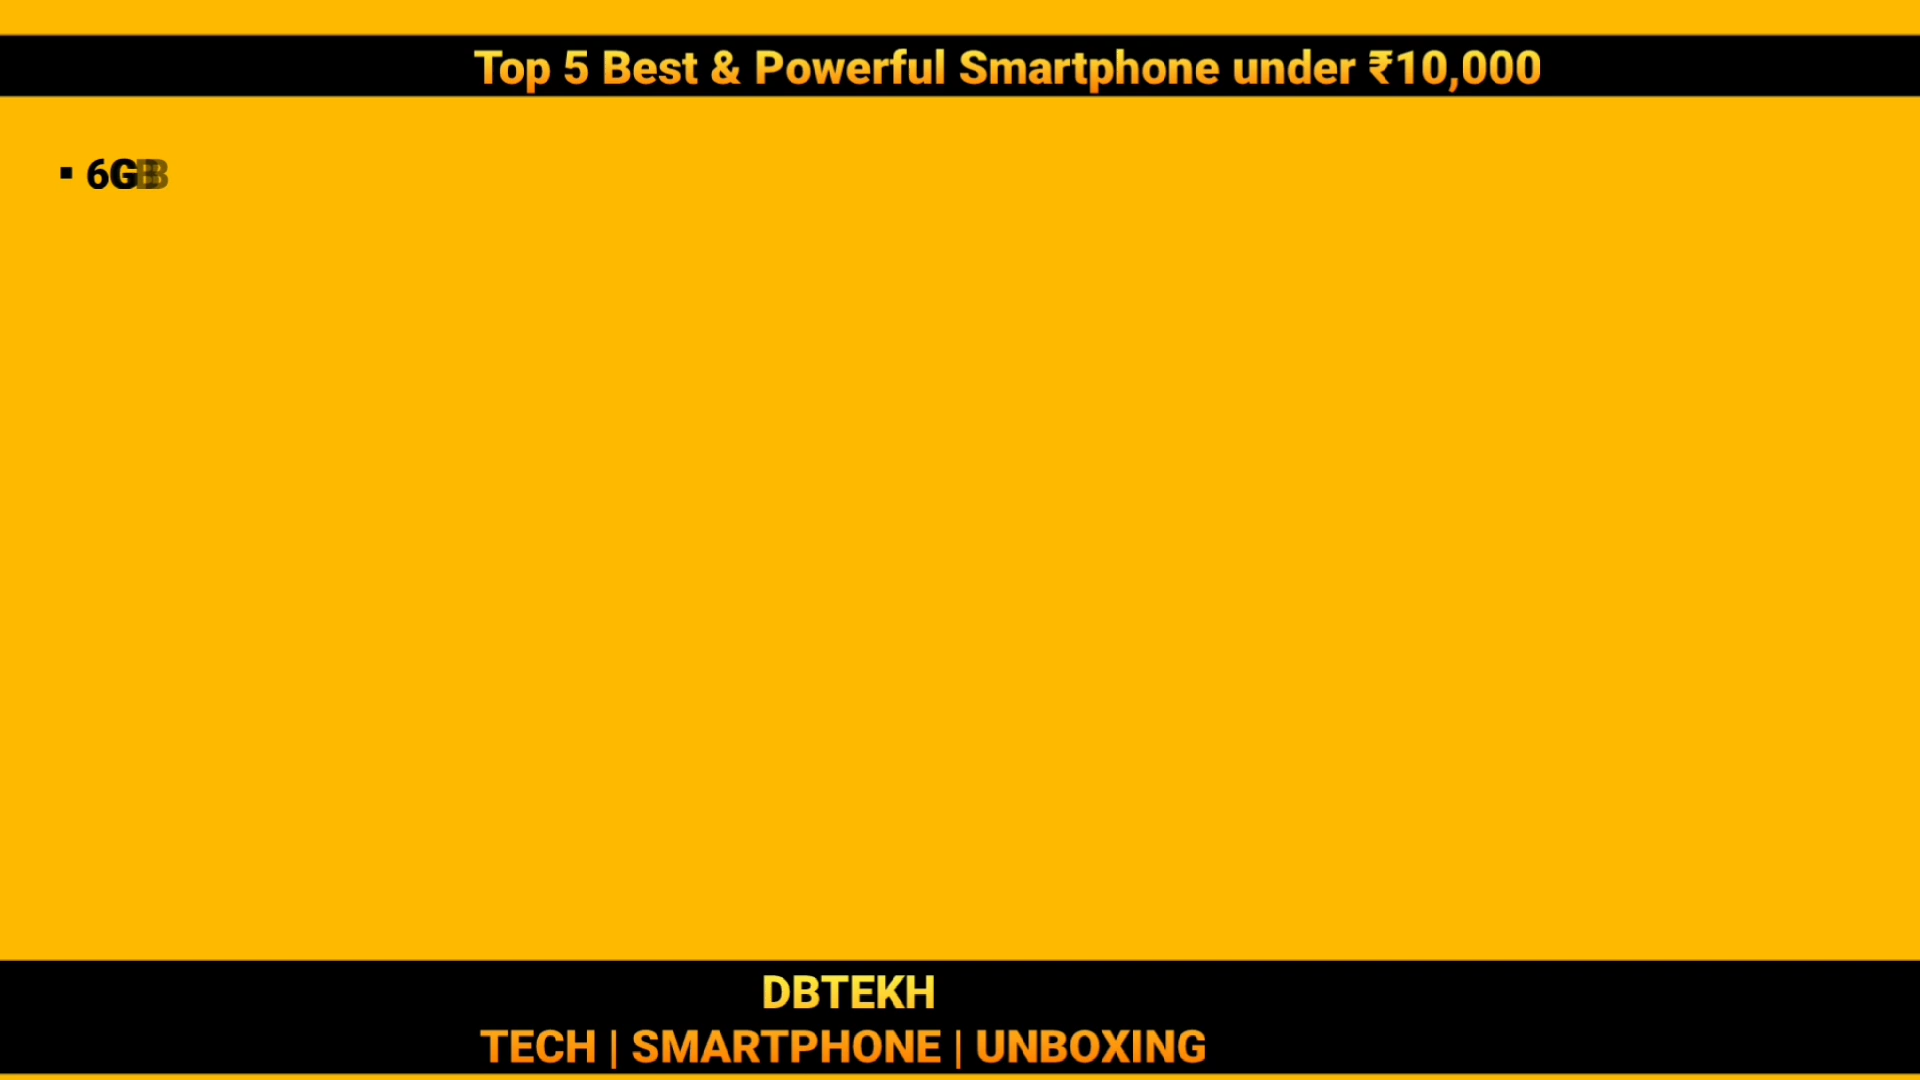 Top 5 Best & Powerful Smartphone under ₹10,000
▪ 6GB
DBTEKH
TECH | SMARTPHONE | UNBOXING